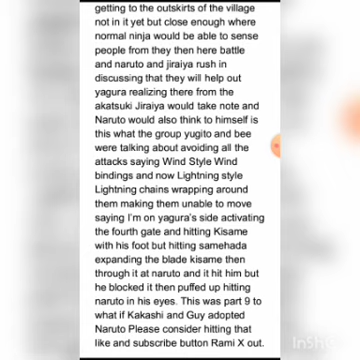 getting to the outskirts of the village
not in it yet but close enough where
normal ninja would be able to sense
people from they then here battle
and naruto and jiraiya rush in
discussing that they will help out
yagura realizing there from the
akatsuki Jiraiya would take note and
Naruto would also think to himself is
this what the group yugito and bee
were talking about avoiding all the
attacks saying Wind Style Wind
bindings and now Lightning style
Lightning chains wrapping around
them making them unable to move
saying I'm on yagura's side activating
the fourth gate and hitting Kisame
with his foot but hitting samehada
expanding the blade kisame then
through it at naruto and it hit him but
he blocked it then puffed up hitting
naruto in his eyes. This was part 9 to
what if Kakashi and Guy adopted
Naruto Please consider hitting that
like and subscribe button Rami X out.
InShO